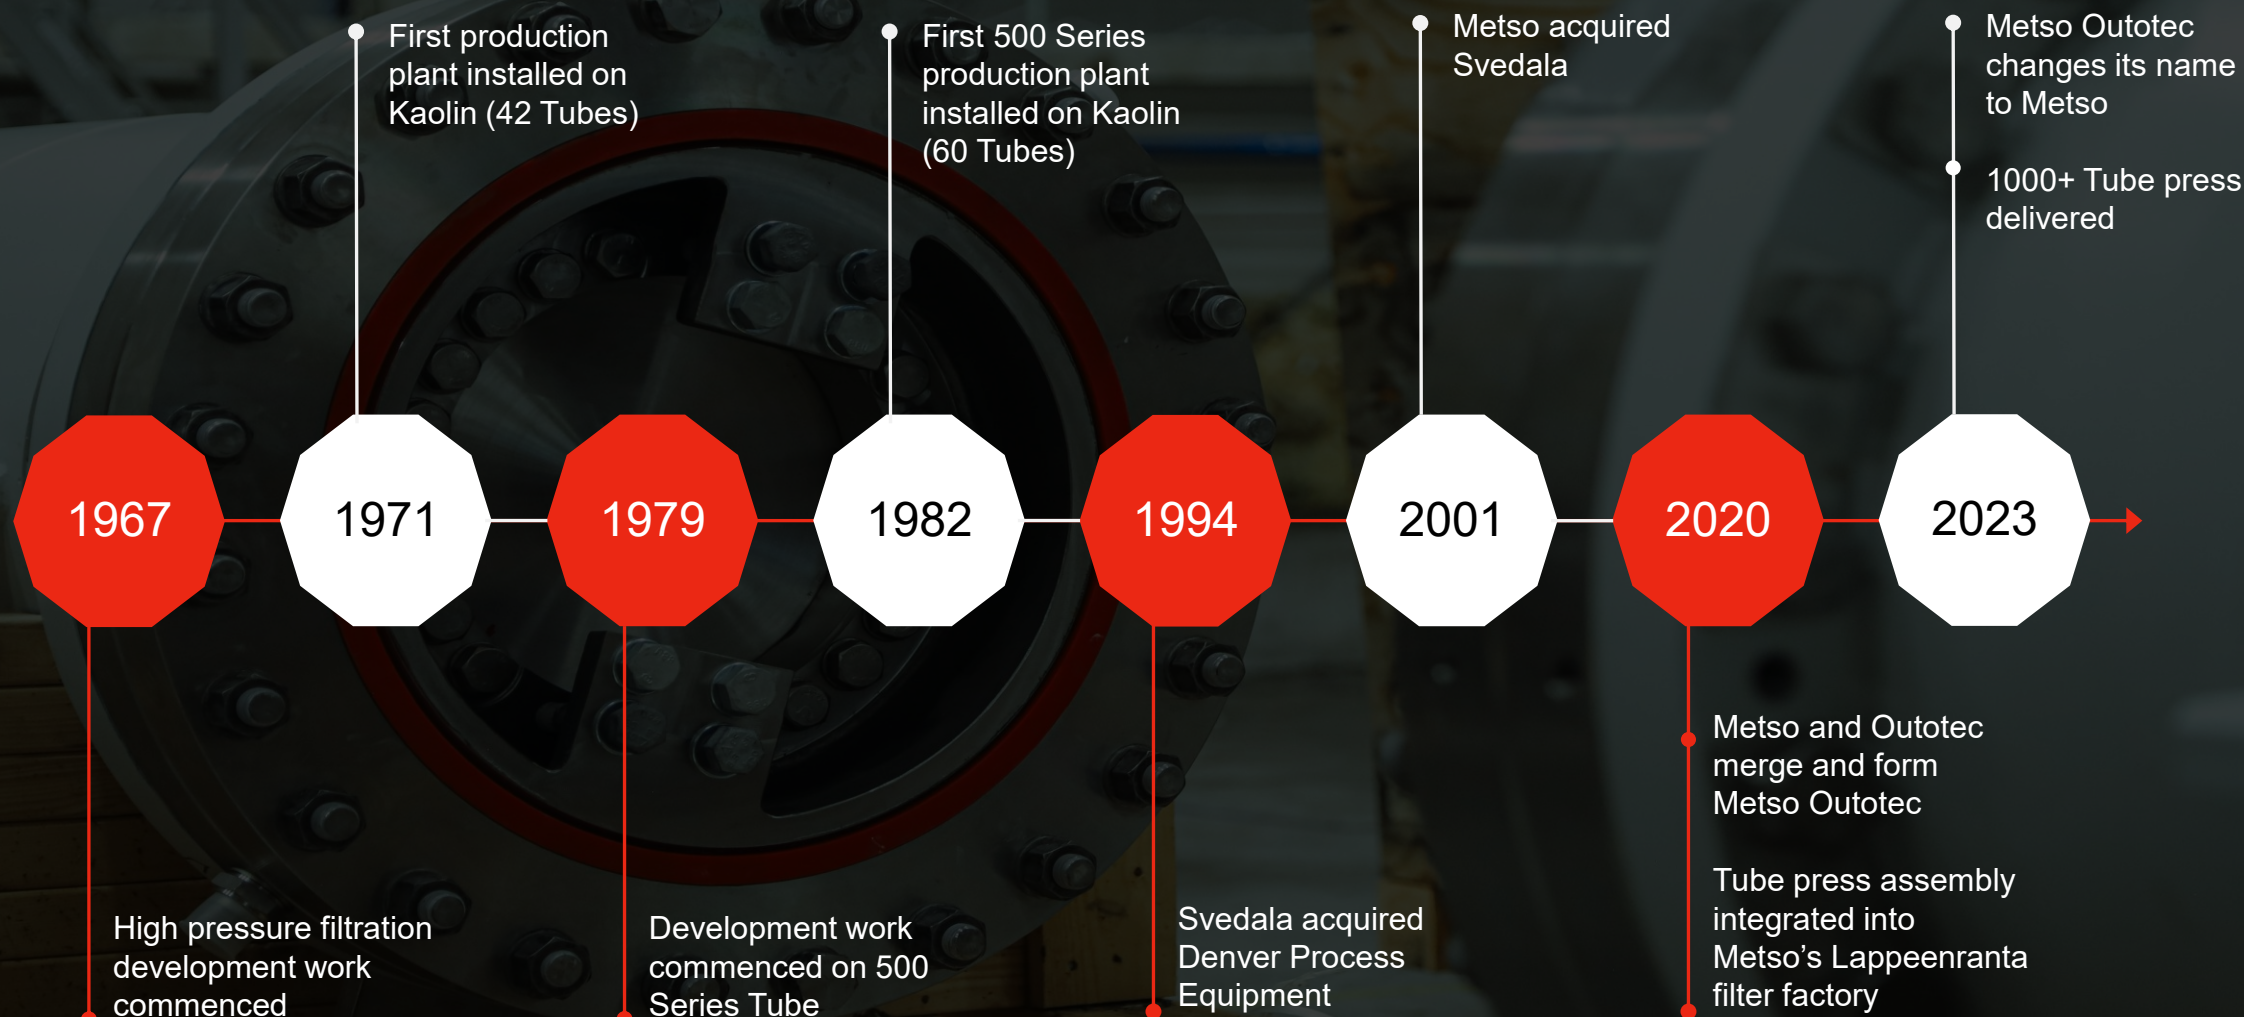 First production
plant installed on
Kaolin (42 Tubes)
First 500 Series
production plant
installed on Kaolin
(60 Tubes)
Metso acquired
Svedala
Metso Outotec
changes its name
to Metso
1000+ Tube press
delivered
1967
1971
1979
1982
1994
2001
2020
2023
High pressure filtration
development work
commenced
Development work
commenced on 500
Series Tube
Svedala acquired
Denver Process
Equipment
Metso and Outotec
merge and form
Metso Outotec
Tube press assembly
integrated into
Metso’s Lappeenranta
filter factory